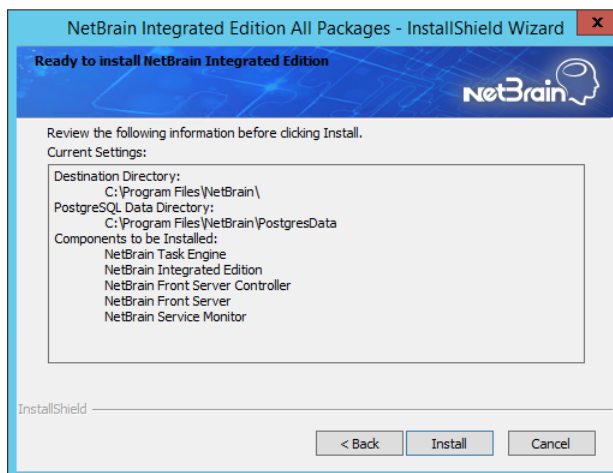 NetBrain Integrated Edition All Packages - InstallShield Wizard
x
Ready to install NetBrain Integrated Edition
NetBrain
Review the following information before clicking Install.
Current Settings:
Destination Directory:
C:\Program Files\NetBrain\
PostgreSQL Data Directory:
C:\Program Files\NetBrain\PostgresData
Components to be Installed:
NetBrain Task Engine
NetBrain Integrated Edition
NetBrain Front Server Controller
NetBrain Front Server
NetBrain Service Monitor
InstallShield
< Back
Install
Cancel